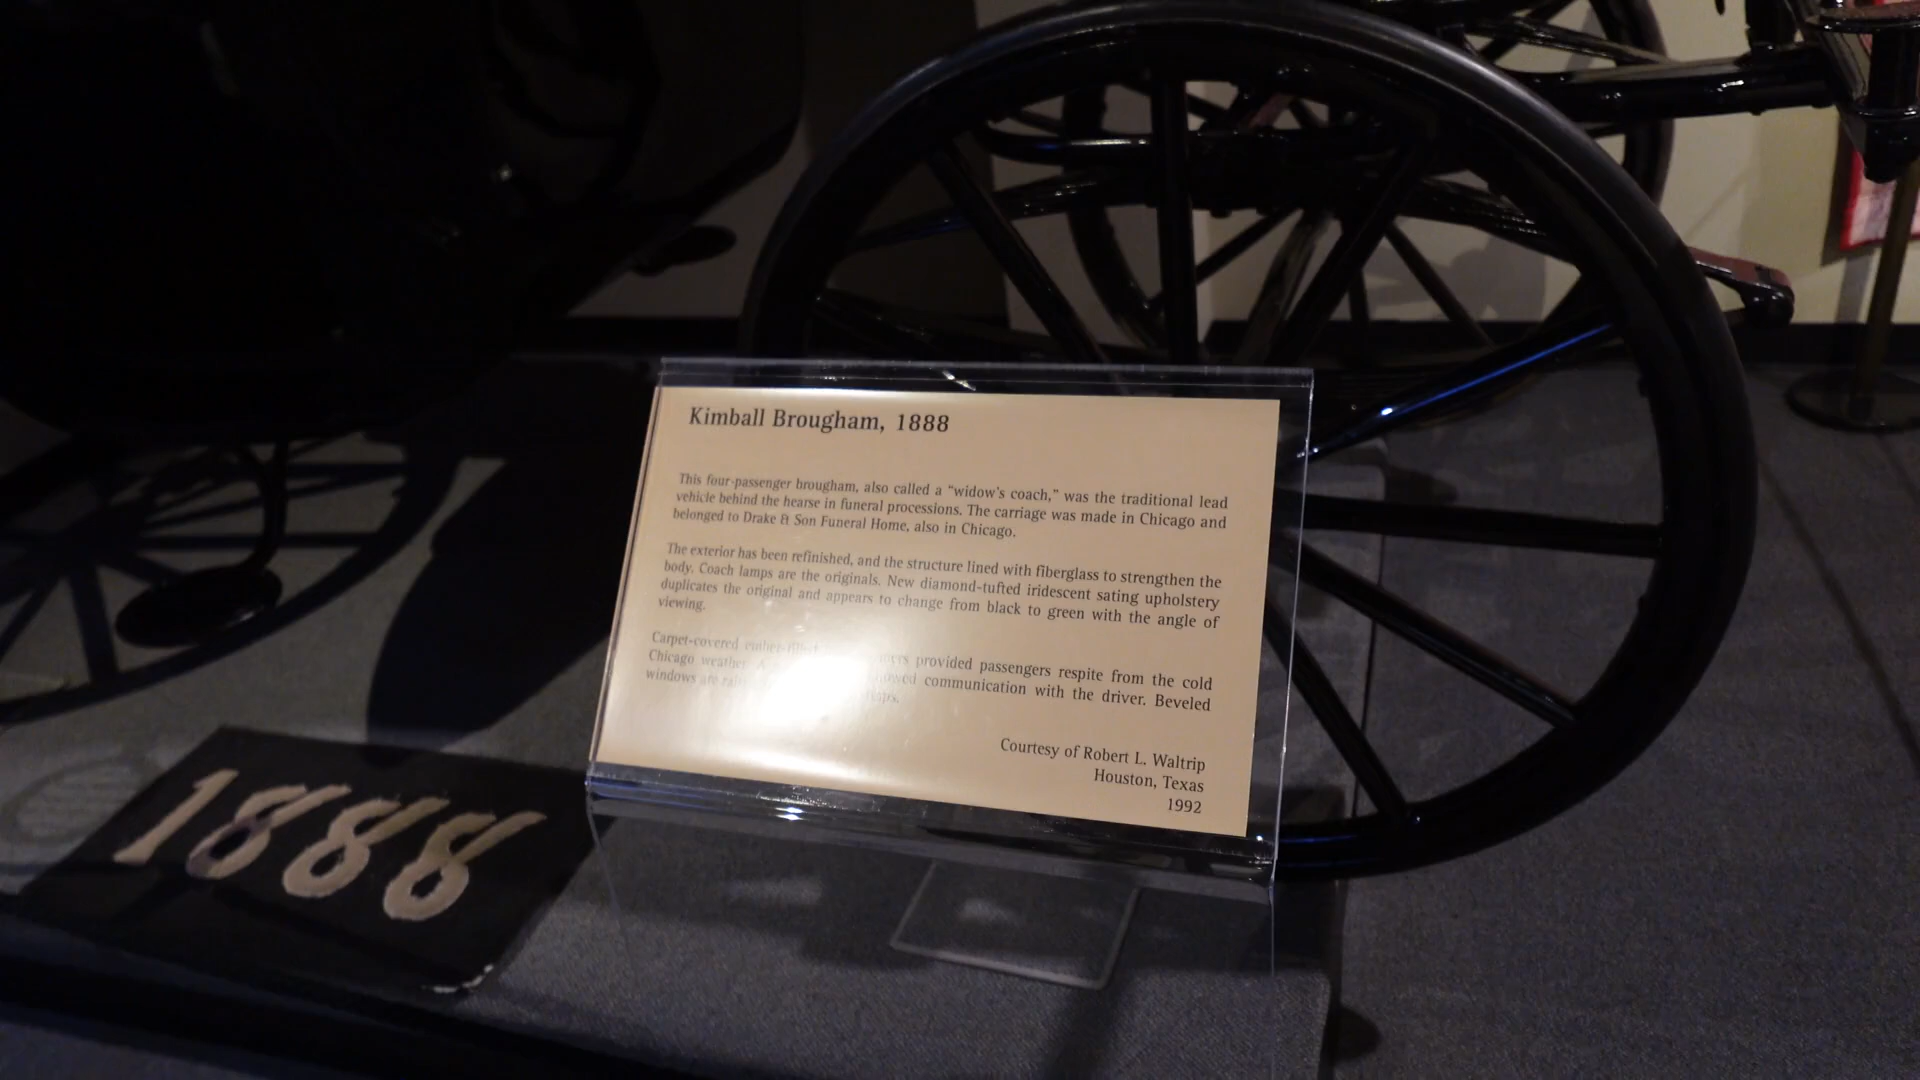 Kimball Brougham, 1888
This four-passenger brougham, also called a “widow's coach,” was the traditional lead
vehicle behind the hearse in funeral processions. The carriage was made in Chicago and
belonged to Drake & Son Funeral Home, also in Chicago.
The exterior has been refinished, and the structure lined with fiberglass to strengthen the
body. Coach lamps are the originals. New diamond-tufted iridescent sating upholstery
duplicates the original and appears to change from black to green with the angle of
viewing.
Carpet-covered provided passengers respite from the cold
Chicago weather. A communication with the driver. Beveled
windows are
Courtesy of Robert L. Waltrip
Houston, Texas
1992
1888